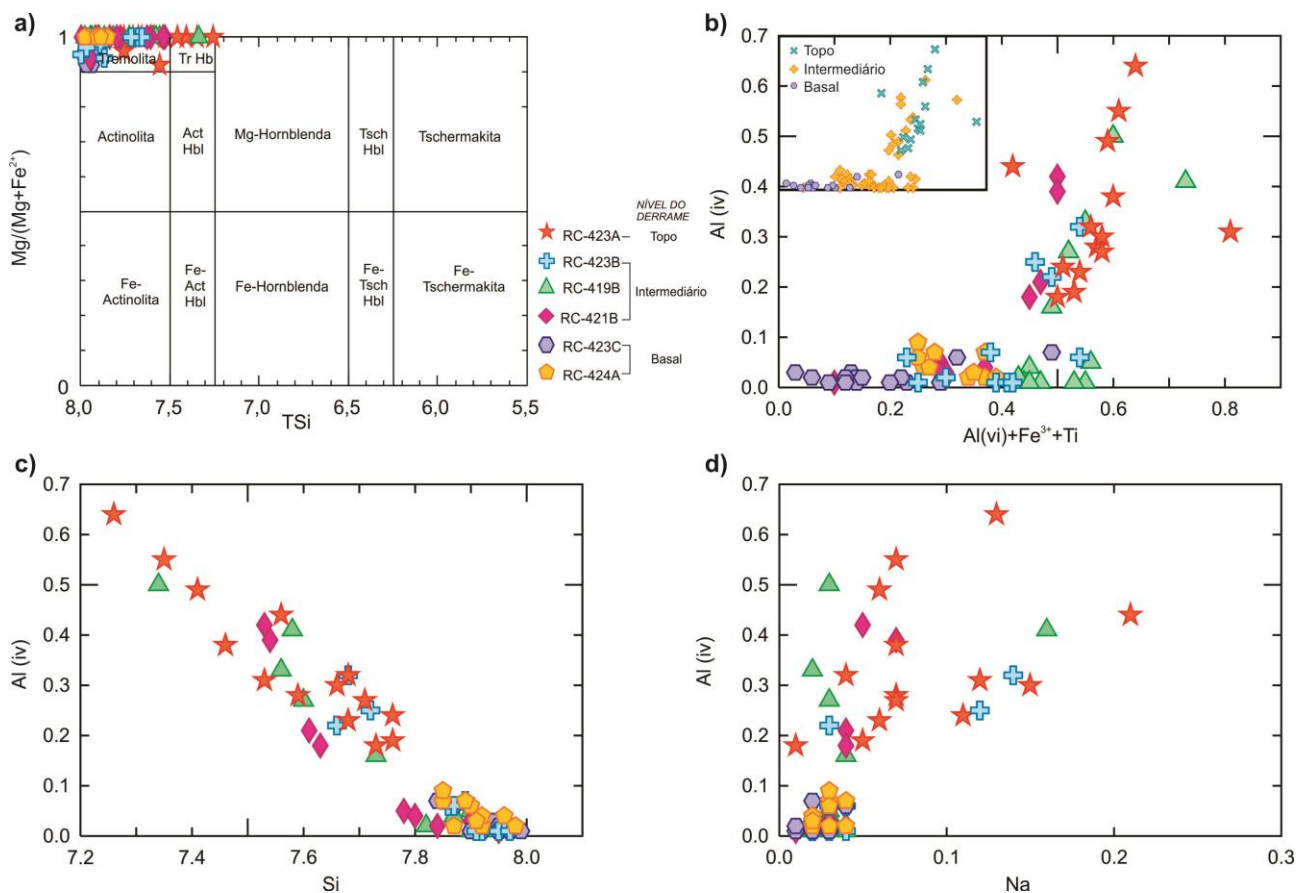 a)
Mg/(Mg+Fe²⁺)
1
0
Tremolita
Tr Hb
Actinolita
Act
Hbl
Mg-Hornblenda
Tsch
Hbl
Tschermakita
Fe-
Actinolita
Fe-
Act
Hbl
Fe-Hornblenda
Fe-
Tsch
Hbl
Fe-
Tschermakita
8,0 7,5 7,0 6,5 6,0 5,5
TSi
NÍVEL DO
DERRAME
RC-423A Topo
RC-423B
RC-419B Intermediário
RC-421B
RC-423C
RC-424A Basal
b)
Al (iv)
0.7
0.6
0.5
0.4
0.3
0.2
0.1
0.0
Topo
Intermediário
Basal
0.0 0.2 0.4 0.6 0.8
Al(vi)+Fe³⁺+Ti
c)
Al (iv)
0.7
0.6
0.5
0.4
0.3
0.2
0.1
0.0
7.2 7.4 7.6 7.8 8.0
Si
d)
Al (iv)
0.7
0.6
0.5
0.4
0.3
0.2
0.1
0.0
0.0 0.1 0.2 0.3
Na